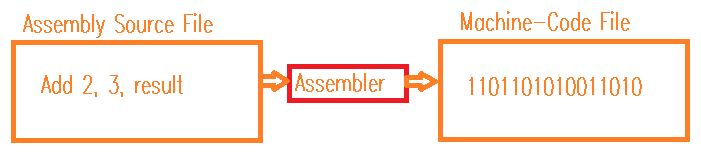 Assembly Source File
Machine-Code File
Add 2, 3, result
Assembler
1101101010011010